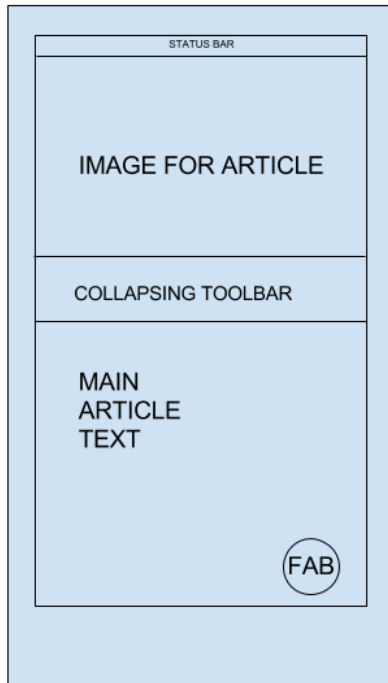 STATUS BAR
IMAGE FOR ARTICLE
COLLAPSING TOOLBAR
MAIN
ARTICLE
TEXT
FAB